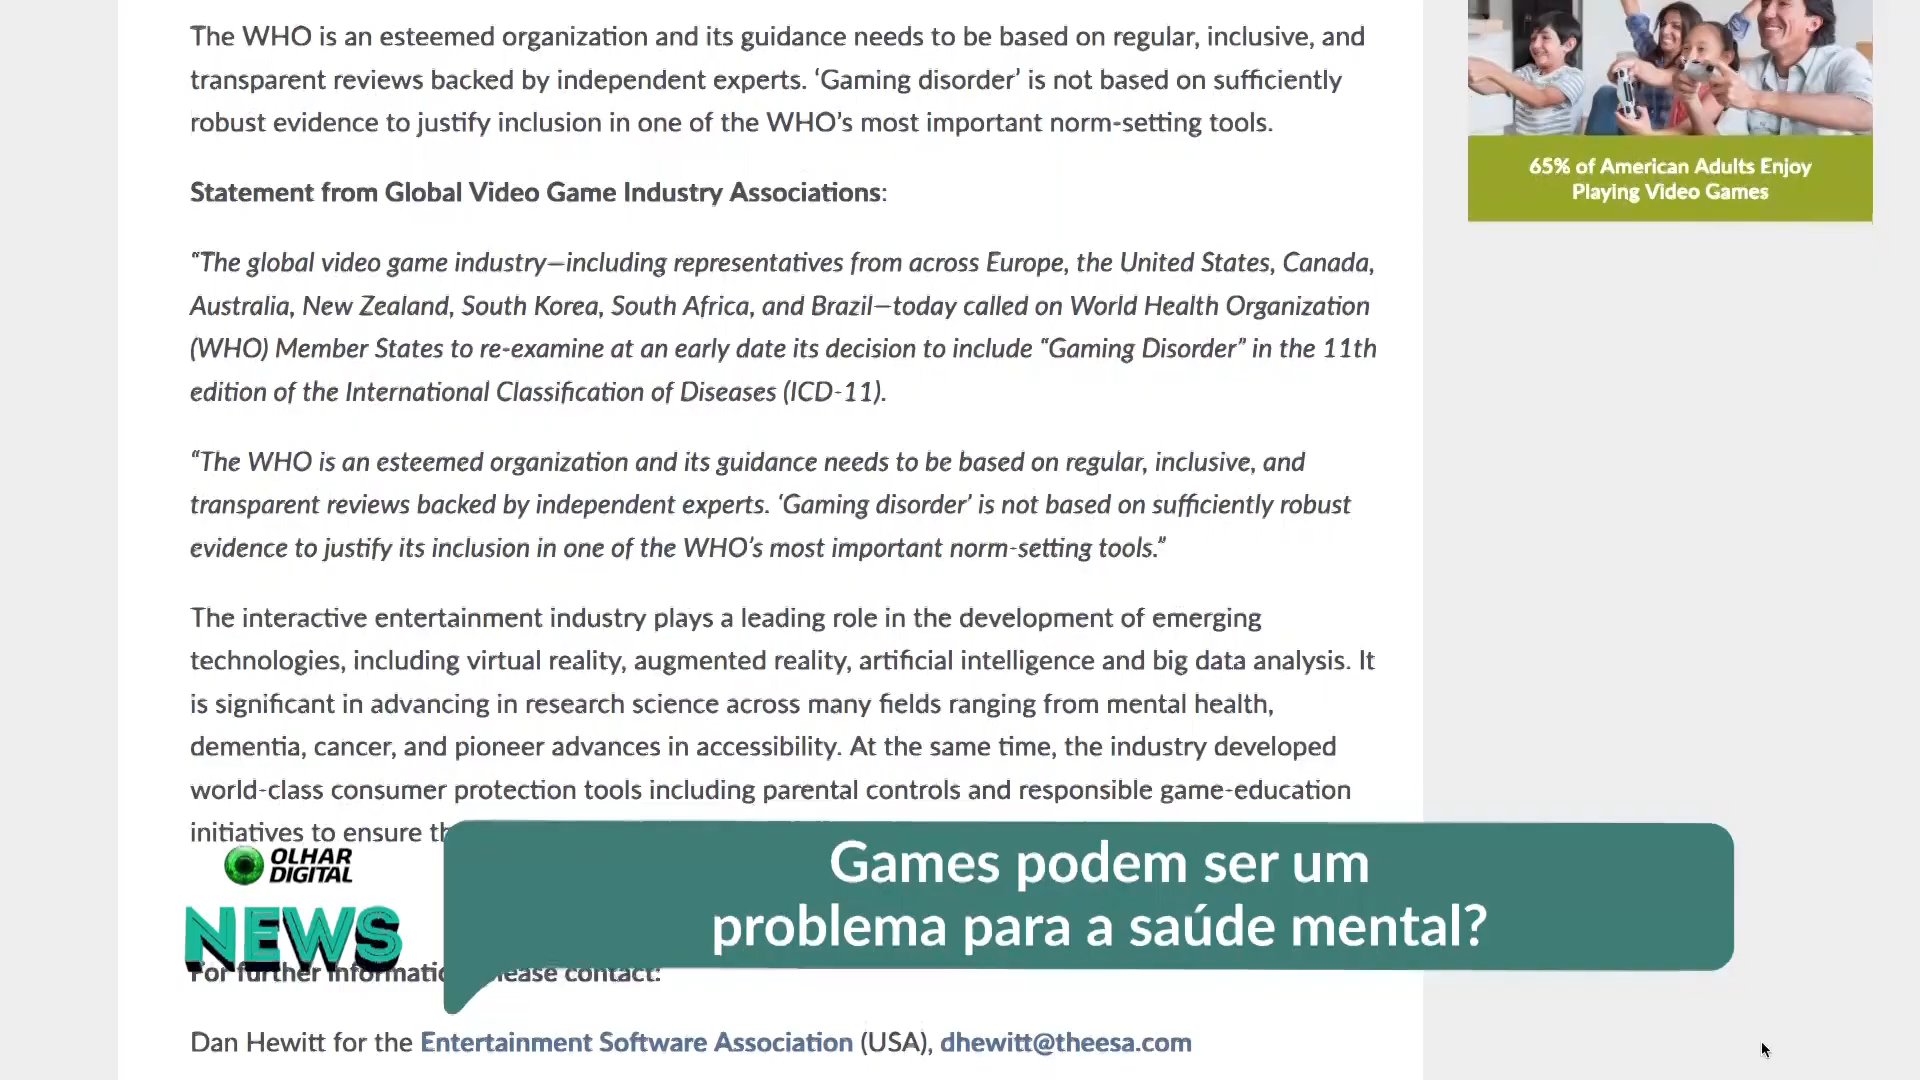 The WHO is an esteemed organization and its guidance needs to be based on regular, inclusive, and
transparent reviews backed by independent experts. ‘Gaming disorder’ is not based on sufficiently
robust evidence to justify inclusion in one of the WHO’s most important norm-setting tools.
Statement from Global Video Game Industry Associations:
“The global video game industry—including representatives from across Europe, the United States, Canada,
Australia, New Zealand, South Korea, South Africa, and Brazil—today called on World Health Organization
(WHO) Member States to re-examine at an early date its decision to include “Gaming Disorder” in the 11th
edition of the International Classification of Diseases (ICD-11).
“The WHO is an esteemed organization and its guidance needs to be based on regular, inclusive, and
transparent reviews backed by independent experts. ‘Gaming disorder’ is not based on sufficiently robust
evidence to justify its inclusion in one of the WHO’s most important norm-setting tools.”
The interactive entertainment industry plays a leading role in the development of emerging
technologies, including virtual reality, augmented reality, artificial intelligence and big data analysis. It
is significant in advancing in research science across many fields ranging from mental health,
dementia, cancer, and pioneer advances in accessibility. At the same time, the industry developed
world-class consumer protection tools including parental controls and responsible game-education
initiatives to ensure
For further please contact:
Dan Hewitt for the Entertainment Software Association (USA), dhewitt@theesa.com
65% of American Adults Enjoy
Playing Video Games
OLHAR
DIGITAL
NEWS
Games podem ser um
problema para a saúde mental?